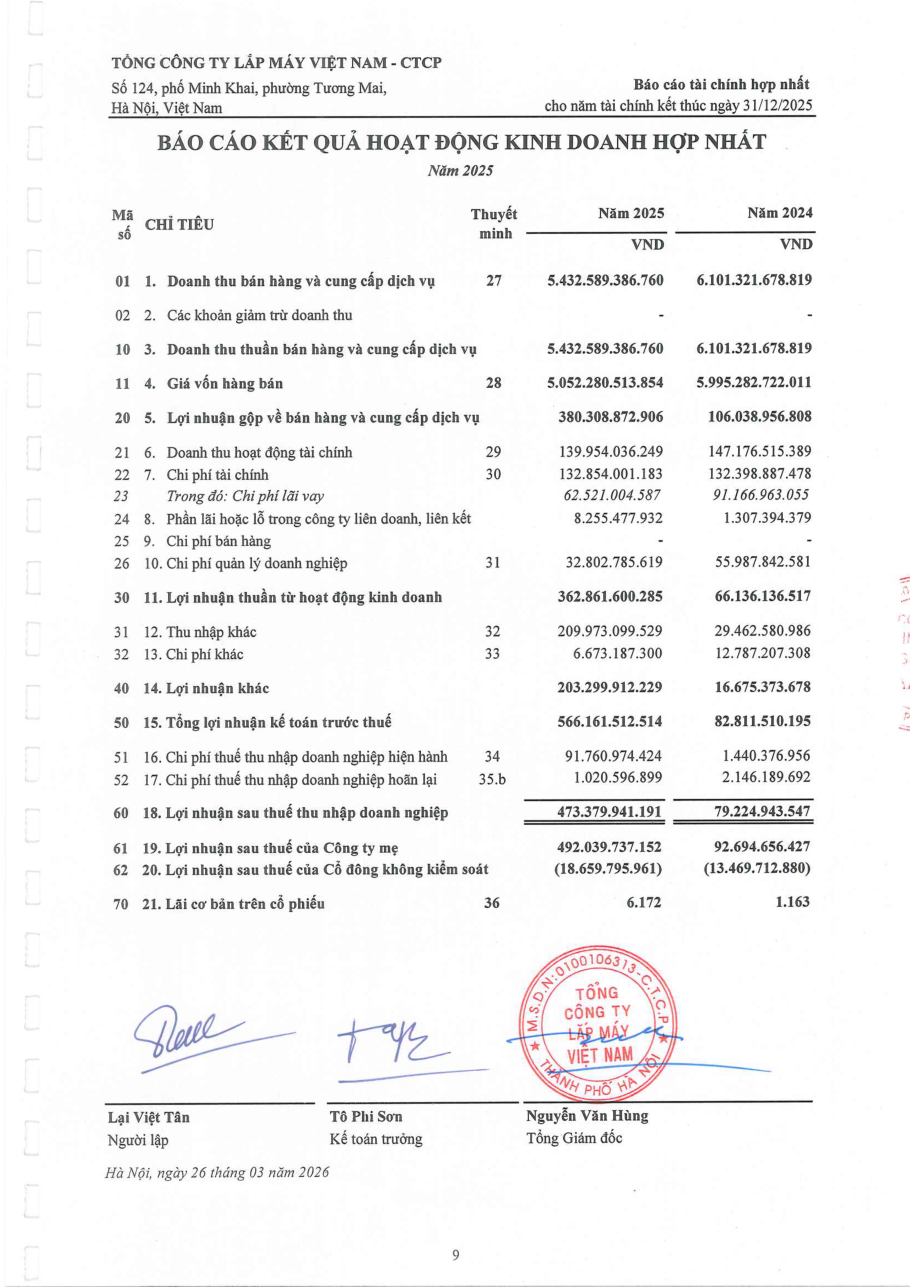 TỔNG CÔNG TY LẮP MÁY VIỆT NAM - CTCP
Số 124, phố Minh Khai, phường Tương Mai,
Hà Nội, Việt Nam
Báo cáo tài chính hợp nhất
cho năm tài chính kết thúc ngày 31/12/2025
BÁO CÁO KẾT QUẢ HOẠT ĐỘNG KINH DOANH HỢP NHẤT
Năm 2025
Mã số CHỈ TIÊU Thuyết minh Năm 2025 Năm 2024
VND VND
01 1. Doanh thu bán hàng và cung cấp dịch vụ 27 5.432.589.386.760 6.101.321.678.819
02 2. Các khoản giảm trừ doanh thu - -
10 3. Doanh thu thuần bán hàng và cung cấp dịch vụ 5.432.589.386.760 6.101.321.678.819
11 4. Giá vốn hàng bán 28 5.052.280.513.854 5.995.282.722.011
20 5. Lợi nhuận gộp về bán hàng và cung cấp dịch vụ 380.308.872.906 106.038.956.808
21 6. Doanh thu hoạt động tài chính 29 139.954.036.249 147.176.515.389
22 7. Chi phí tài chính 30 132.854.001.183 132.398.887.478
23 Trong đó: Chi phí lãi vay 62.521.004.587 91.166.963.055
24 8. Phần lãi hoặc lỗ trong công ty liên doanh, liên kết 8.255.477.932 1.307.394.379
25 9. Chi phí bán hàng - -
26 10. Chi phí quản lý doanh nghiệp 31 32.802.785.619 55.987.842.581
30 11. Lợi nhuận thuần từ hoạt động kinh doanh 362.861.600.285 66.136.136.517
31 12. Thu nhập khác 32 209.973.099.529 29.462.580.986
32 13. Chi phí khác 33 6.673.187.300 12.787.207.308
40 14. Lợi nhuận khác 203.299.912.229 16.675.373.678
50 15. Tổng lợi nhuận kế toán trước thuế 566.161.512.514 82.811.510.195
51 16. Chi phí thuế thu nhập doanh nghiệp hiện hành 34 91.760.974.424 1.440.376.956
52 17. Chi phí thuế thu nhập doanh nghiệp hoãn lại 35.b 1.020.596.899 2.146.189.692
60 18. Lợi nhuận sau thuế thu nhập doanh nghiệp 473.379.941.191 79.224.943.547
61 19. Lợi nhuận sau thuế của Công ty mẹ 492.039.737.152 92.694.656.427
62 20. Lợi nhuận sau thuế của Cổ đông không kiểm soát (18.659.795.961) (13.469.712.880)
70 21. Lãi cơ bản trên cổ phiếu 36 6.172 1.163
M.S.D.N:0100106313-C.T.C.P
TỔNG
CÔNG TY
LẮP MÁY
VIỆT NAM
THÀNH PHỐ HÀ NỘI
Lại Việt Tân Tô Phi Sơn Nguyễn Văn Hùng
Người lập Kế toán trưởng Tổng Giám đốc
Hà Nội, ngày 26 tháng 03 năm 2026
9